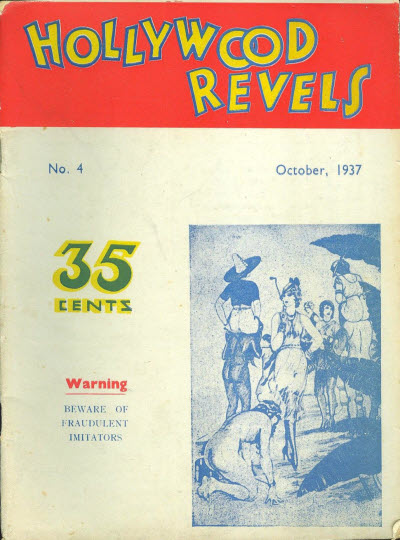 HOLLYWOOD
REVELS
No. 4
October, 1937
35
CENTS
Warning
BEWARE OF
FRAUDULENT
IMITATORS